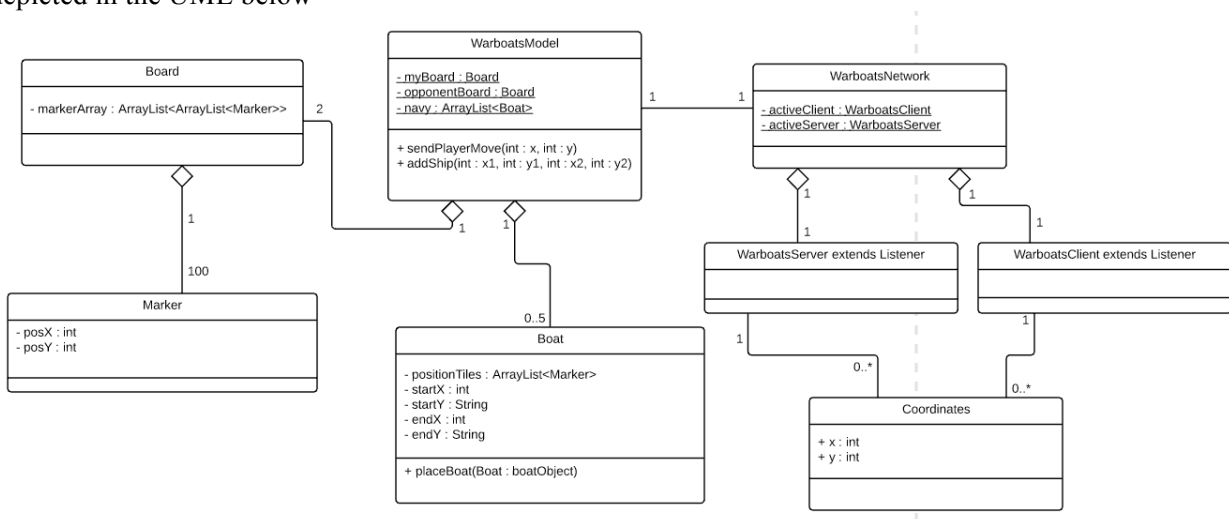 depicted in the UML below
WarboatsModel
- myBoard : Board
- opponentBoard : Board
- navy : ArrayList<Boat>
+ sendPlayerMove(int : x, int : y)
+ addShip(int : x1, int : y1, int : x2, int : y2)
Board
- markerArray : ArrayList<ArrayList<Marker>>
2
1
1
WarboatsNetwork
- activeClient : WarboatsClient
- activeServer : WarboatsServer
1
100
1
1
0..5
1
1
1
1
Marker
- posX : int
- posY : int
Boat
- positionTiles : ArrayList<Marker>
- startX : int
- startY : String
- endX : int
- endY : String
+ placeBoat(Boat : boatObject)
WarboatsServer extends Listener
WarboatsClient extends Listener
1
0..*
1
0..*
Coordinates
+ x : int
+ y : int